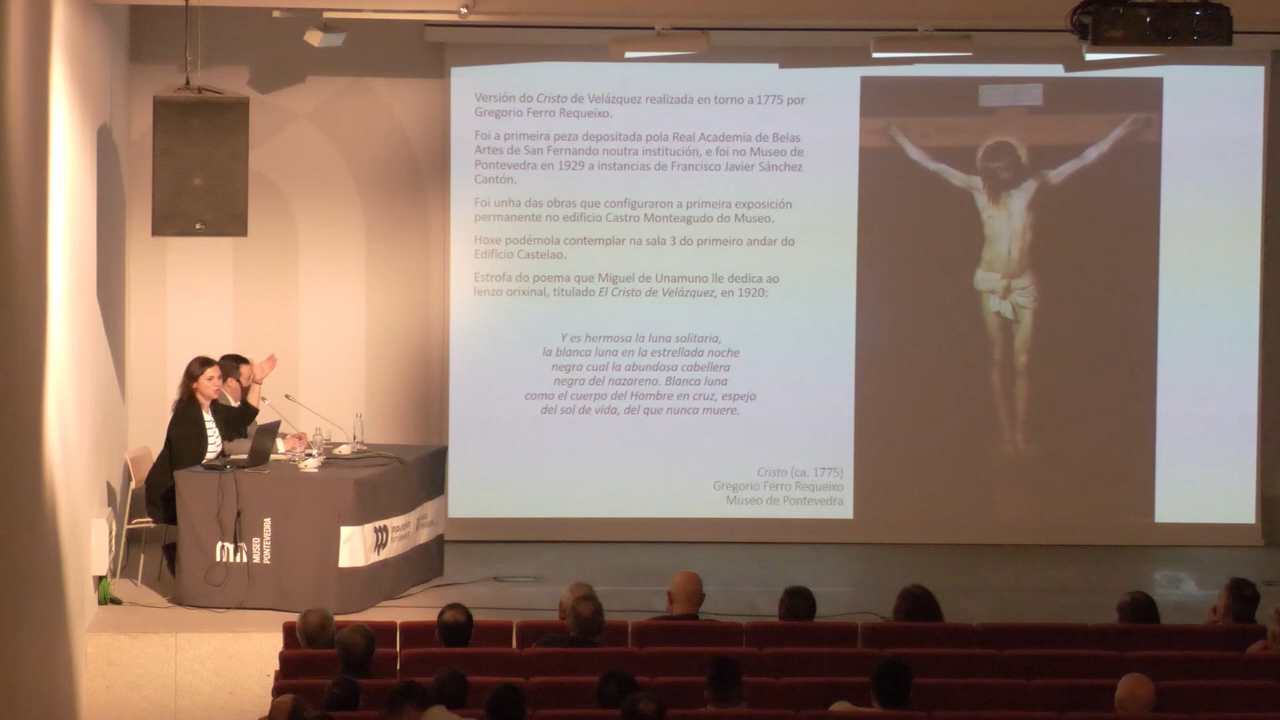 Versión do Cristo de Velázquez realizada en torno a 1775 por
Gregorio Ferro Requeixo.
Foi a primeira peza depositada pola Real Academia de Belas
Artes de San Fernando noutra institución, e foi no Museo de
Pontevedra en 1929 a instancias de Francisco Javier Sánchez
Cantón.
Foi unha das obras que configuraron a primeira exposición
permanente no edificio Castro Monteagudo do Museo.
Hoxe podémola contemplar na sala 3 do primeiro andar do
Edificio Castelao.
Estrofa do poema que Miguel de Unamuno lle dedica ao
lenzo orixinal, titulado El Cristo de Velázquez, en 1920:
Y es hermosa la luna solitaria,
la blanca luna en la estrellada noche
negra cual la abundosa cabellera
negra del nazareno. Blanca luna
como el cuerpo del Hombre en cruz, espejo
del sol de vida, del que nunca muere.
Cristo (ca. 1775)
Gregorio Ferro Requeixo
Museo de Pontevedra
MUSEO
PONTEVEDRA